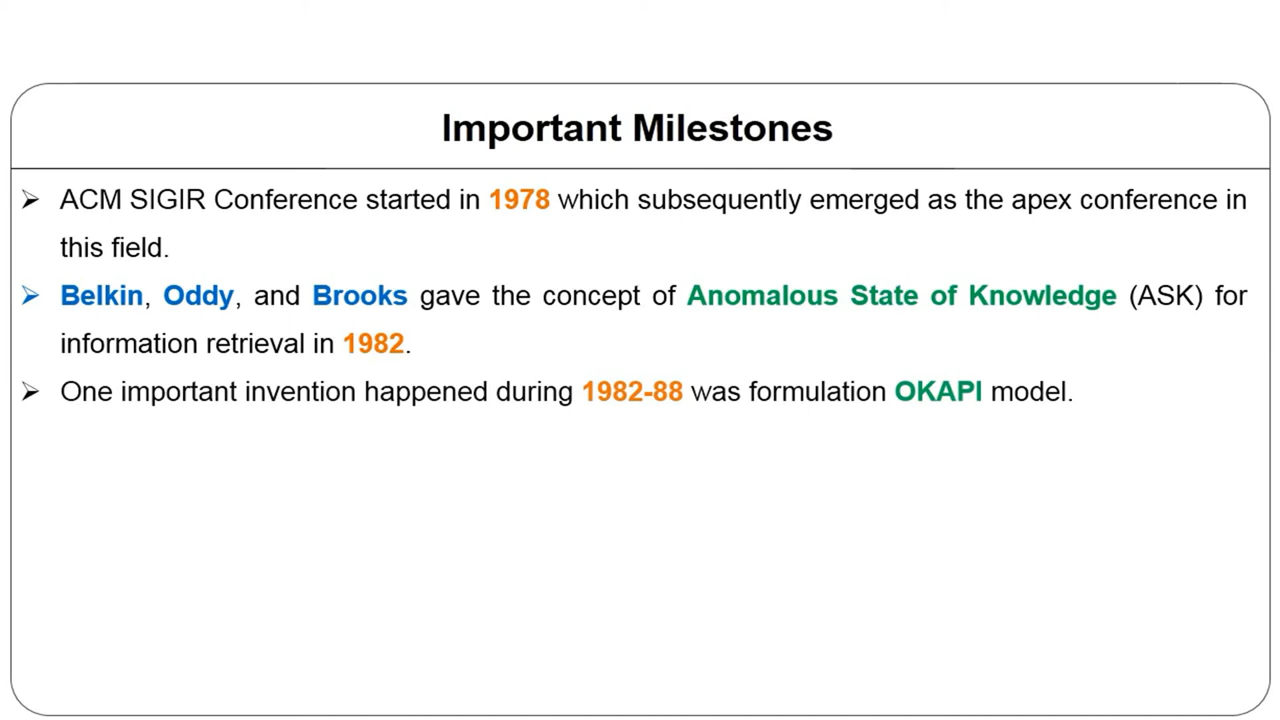 Important Milestones
➢ ACM SIGIR Conference started in 1978 which subsequently emerged as the apex conference in
this field.
➢ Belkin, Oddy, and Brooks gave the concept of Anomalous State of Knowledge (ASK) for
information retrieval in 1982.
➢ One important invention happened during 1982-88 was formulation OKAPI model.